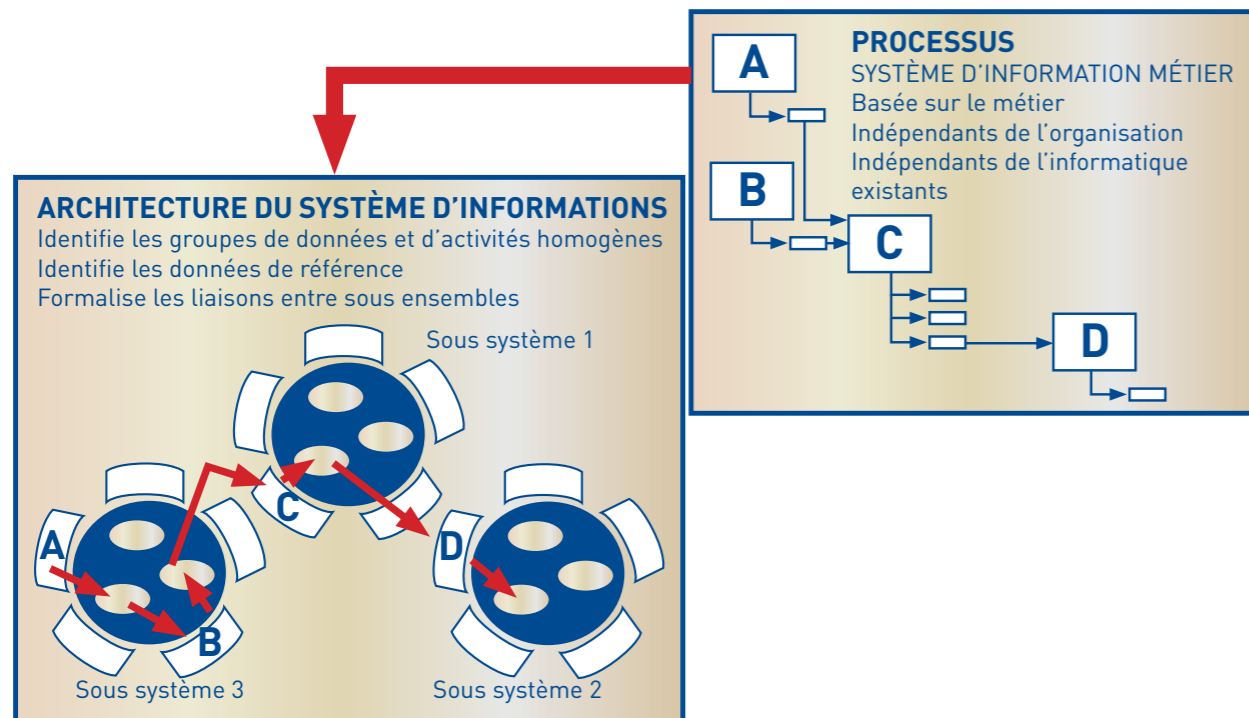 PROCESSUS
SYSTÈME D'INFORMATION MÉTIER
Basée sur le métier
Indépendants de l'organisation
Indépendants de l'informatique
existants
A
B
C
D
ARCHITECTURE DU SYSTÈME D'INFORMATIONS
Identifie les groupes de données et d'activités homogènes
Identifie les données de référence
Formalise les liaisons entre sous ensembles
Sous système 1
C
A
B
D
Sous système 3
Sous système 2